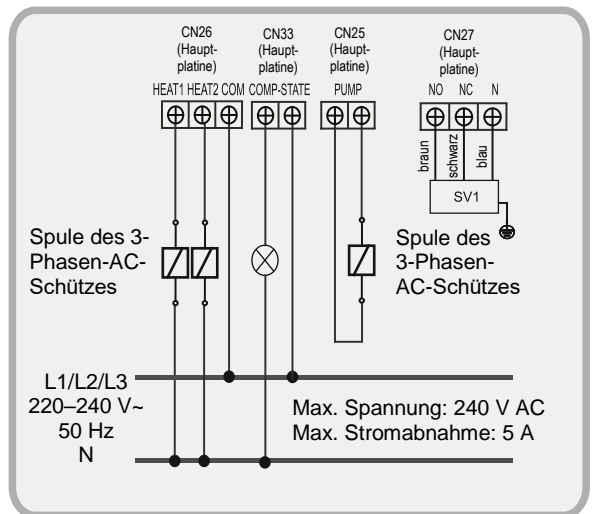 CN26
(Haupt-
platine)
CN33
(Haupt-
platine)
CN25
(Haupt-
platine)
CN27
(Haupt-
platine)
HEAT1 HEAT2 COM COMP-STATE PUMP NO NC N
braun
schwarz
blau
SV1
Spule des 3-
Phasen-AC-
Schützes
Spule des
3-Phasen-
AC-Schützes
L1/L2/L3
220–240 V~
50 Hz
N
Max. Spannung: 240 V AC
Max. Stromabnahme: 5 A